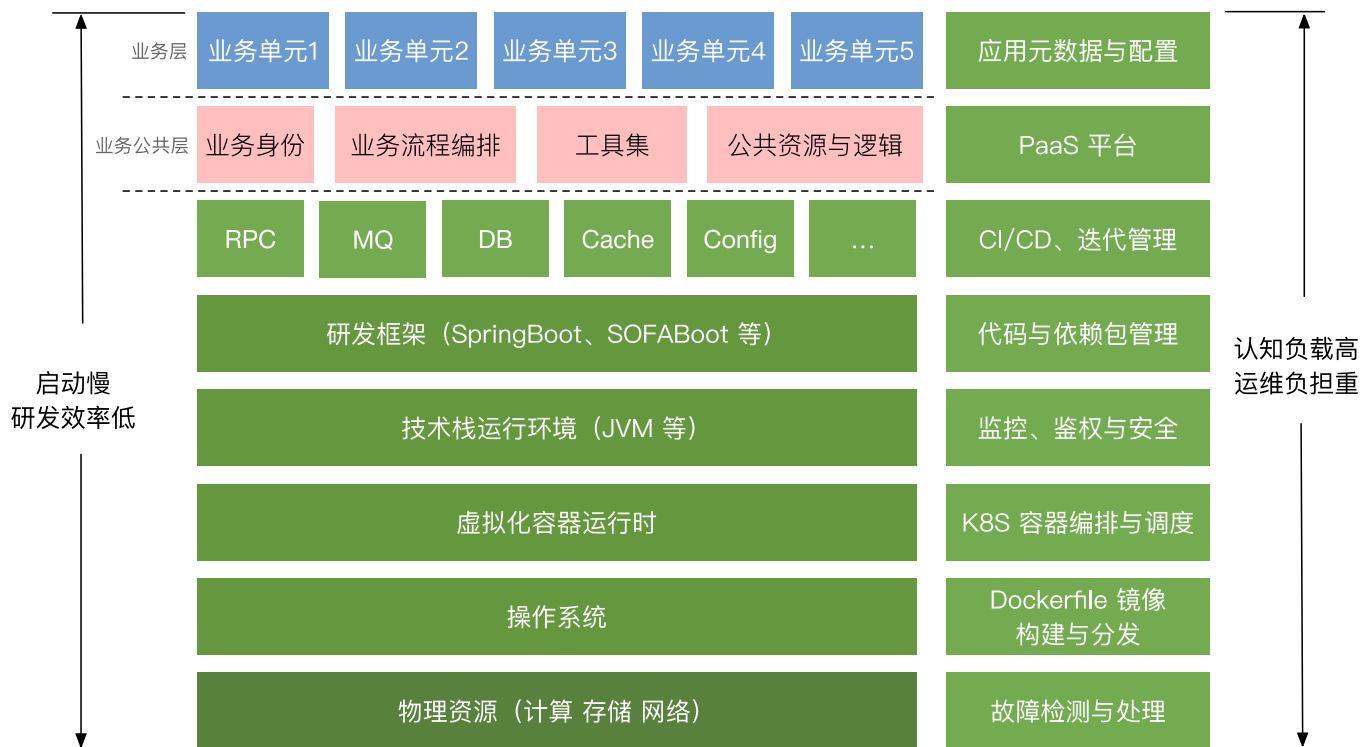 业务层
业务单元1
业务单元2
业务单元3
业务单元4
业务单元5
应用元数据与配置
业务公共层
业务身份
业务流程编排
工具集
公共资源与逻辑
PaaS 平台
RPC
MQ
DB
Cache
Config
...
CI/CD、迭代管理
研发框架（SpringBoot、SOFABoot 等）
代码与依赖包管理
启动慢
研发效率低
认知负载高
运维负担重
技术栈运行环境（JVM 等）
监控、鉴权与安全
虚拟化容器运行时
K8S 容器编排与调度
操作系统
Dockerfile 镜像
构建与分发
物理资源（计算 存储 网络）
故障检测与处理